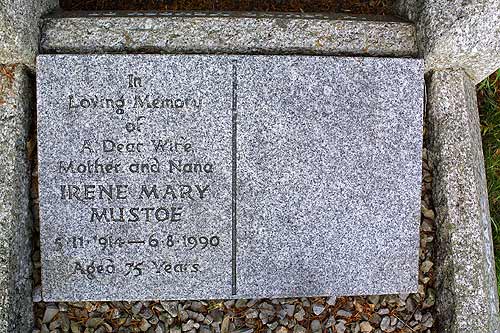 In
Loving Memory
of
A Dear Wife
Mother and Nana
IRENE MARY
MUSTOE
5·11·1914—6·8·1990
Aged 75 Years